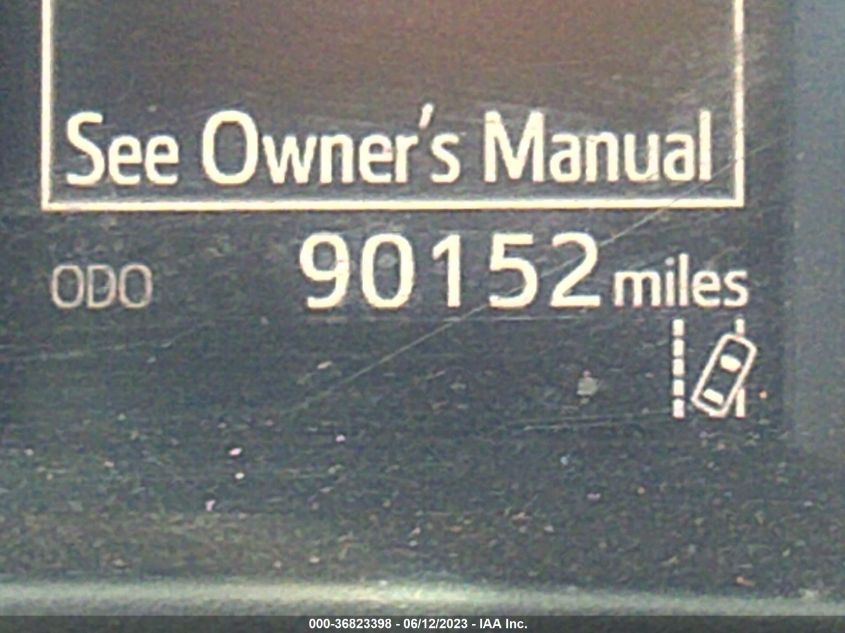 See Owner's Manual
ODO 90152 miles
000-36823398 - 06/12/2023 - IAA Inc.